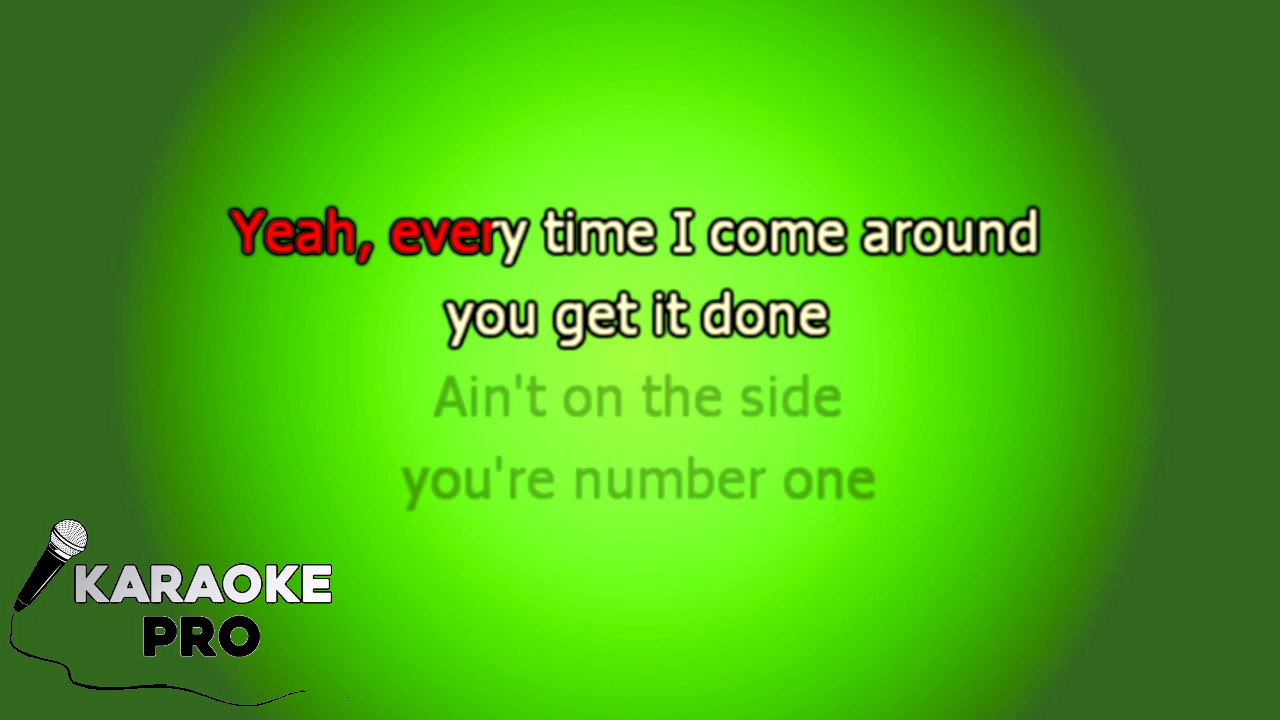 Yeah, every time I come around
you get it done
Ain't on the side
you're number one
KARAOKE
PRO